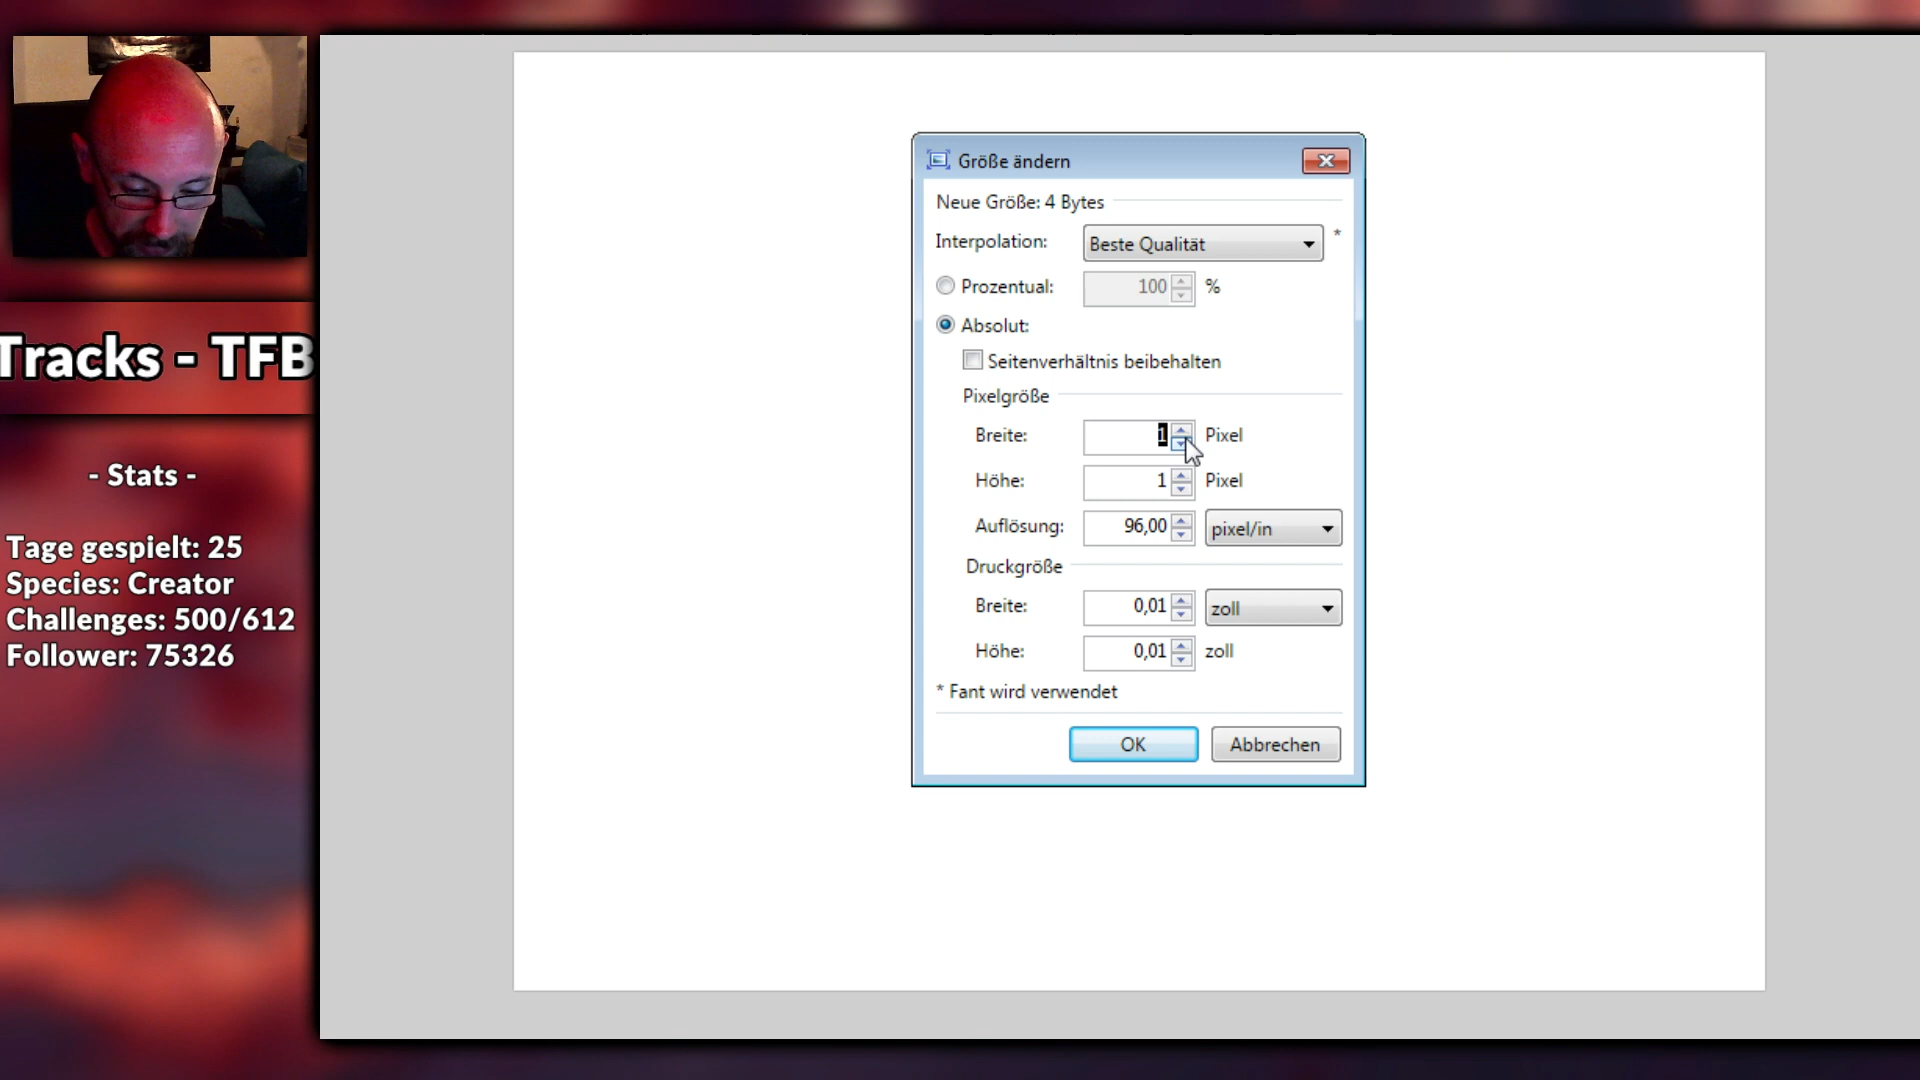 Tracks - TFB
- Stats -
Tage gespielt: 25
Species: Creator
Challenges: 500/612
Follower: 75326
Größe ändern
Neue Größe: 4 Bytes
Interpolation: Beste Qualität *
Prozentual: 100 %
Absolut:
Seitenverhältnis beibehalten
Pixelgröße
Breite: 1 Pixel
Höhe: 1 Pixel
Auflösung: 96,00 pixel/in
Druckgröße
Breite: 0,01 zoll
Höhe: 0,01 zoll
* Fant wird verwendet
OK Abbrechen